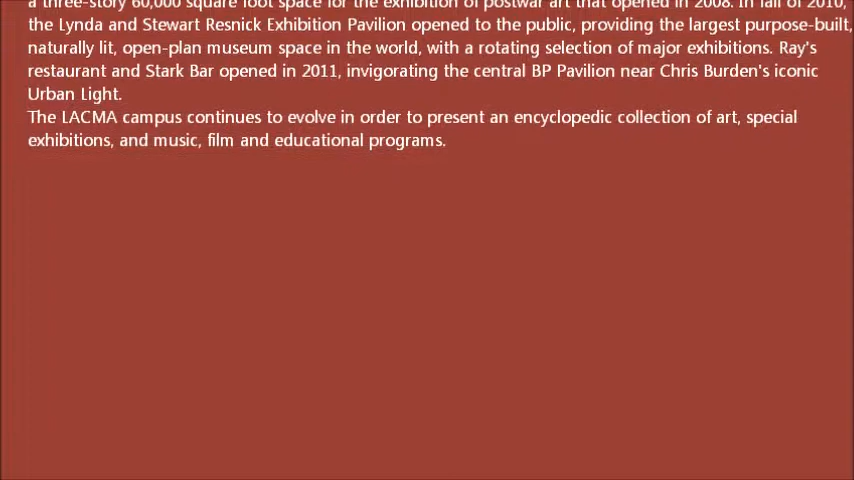 a three-story 60,000 square foot space for the exhibition of postwar art that opened in 2008. In fall of 2010,
the Lynda and Stewart Resnick Exhibition Pavilion opened to the public, providing the largest purpose-built,
naturally lit, open-plan museum space in the world, with a rotating selection of major exhibitions. Ray's
restaurant and Stark Bar opened in 2011, invigorating the central BP Pavilion near Chris Burden's iconic
Urban Light.
The LACMA campus continues to evolve in order to present an encyclopedic collection of art, special
exhibitions, and music, film and educational programs.